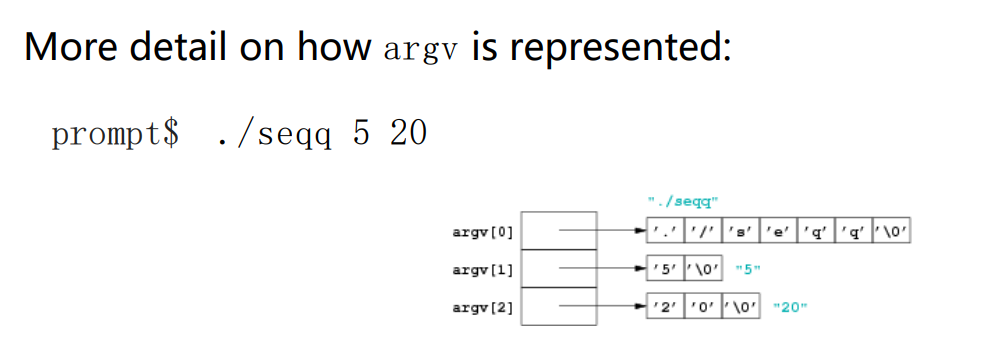 More detail on how argv is represented:
prompt$ ./seqq 5 20
"./seqq"
argv[0] '.' '/' 's' 'e' 'q' 'q' '\0'
argv[1] '5' '\0' "5"
argv[2] '2' '0' '\0' "20"